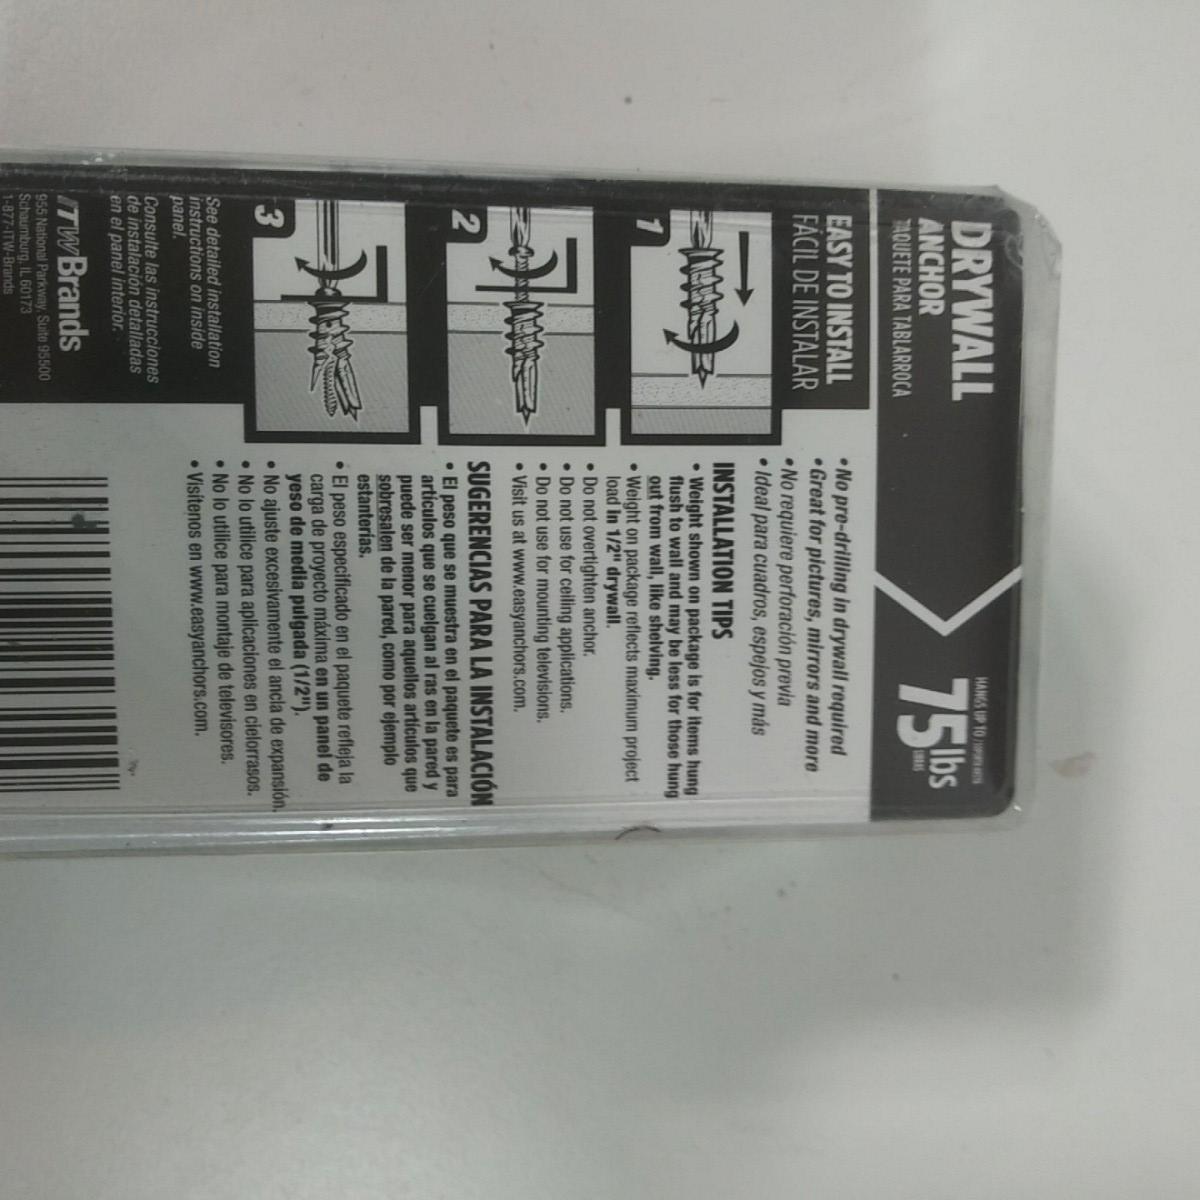 DRYWALL
ANCHOR
TAQUETE PARA TABLARROCA
HANGS UP TO / SOPORTA HASTA
75 lbs
LIBRAS
EASY TO INSTALL
FÁCIL DE INSTALAR
1
2
3
See detailed installation
instructions on inside
panel.
Consulte las instrucciones
de instalación detalladas
en el panel interior.
ITWBrands
955 National Parkway, Suite 95500
Schaumburg, IL 60173
1-877-ITW-Brands
• No pre-drilling in drywall required
• Great for pictures, mirrors and more
• No requiere perforación previa
• Ideal para cuadros, espejos y más
INSTALLATION TIPS
• Weight shown on package is for items hung
flush to wall and may be less for those hung
out from wall, like shelving.
• Weight on package reflects maximum project
load in 1/2" drywall.
• Do not overtighten anchor.
• Do not use for ceiling applications.
• Do not use for mounting televisions.
• Visit us at www.easyanchors.com.
SUGERENCIAS PARA LA INSTALACIÓN
• El peso que se muestra en el paquete es para
artículos que se cuelgan al ras en la pared y
puede ser menor para aquellos artículos que
sobresalen de la pared, como por ejemplo
estanterías.
• El peso especificado en el paquete refleja la
carga de proyecto máxima en un panel de
yeso de media pulgada (1/2").
• No ajuste excesivamente el ancla de expansión.
• No lo utilice para aplicaciones en cielorrasos.
• No lo utilice para montaje de televisores.
• Visítenos en www.easyanchors.com.